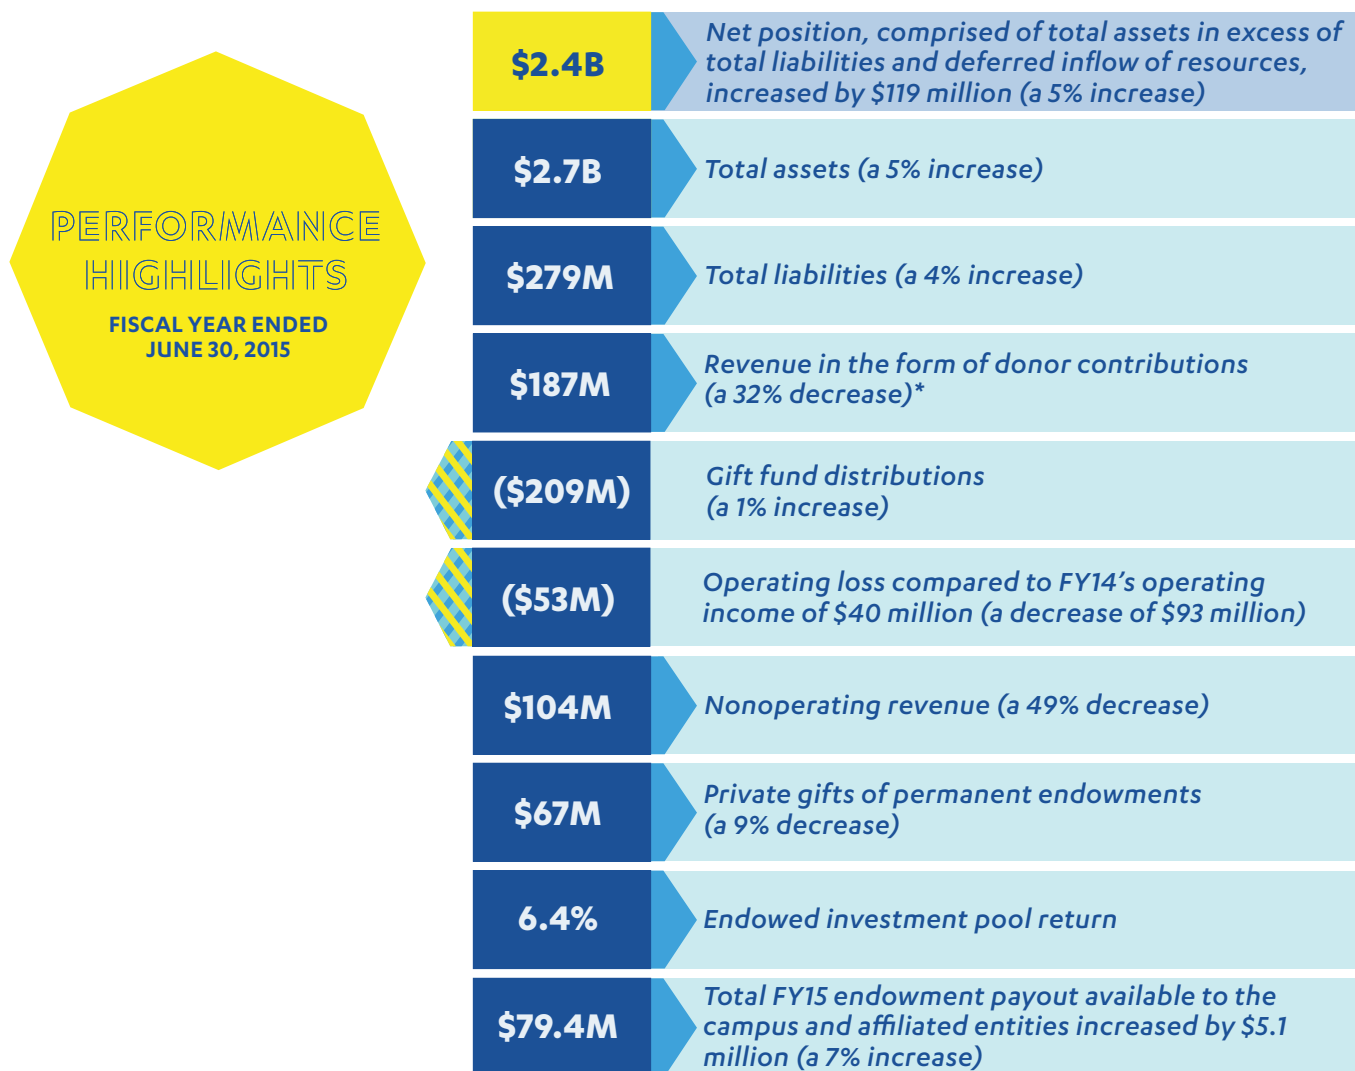 PERFORMANCE
HIGHLIGHTS
FISCAL YEAR ENDED
JUNE 30, 2015
$2.4B
Net position, comprised of total assets in excess of
total liabilities and deferred inflow of resources,
increased by $119 million (a 5% increase)
$2.7B
Total assets (a 5% increase)
$279M
Total liabilities (a 4% increase)
$187M
Revenue in the form of donor contributions
(a 32% decrease)*
($209M)
Gift fund distributions
(a 1% increase)
($53M)
Operating loss compared to FY14’s operating
income of $40 million (a decrease of $93 million)
$104M
Nonoperating revenue (a 49% decrease)
$67M
Private gifts of permanent endowments
(a 9% decrease)
6.4%
Endowed investment pool return
$79.4M
Total FY15 endowment payout available to the
campus and affiliated entities increased by $5.1
million (a 7% increase)